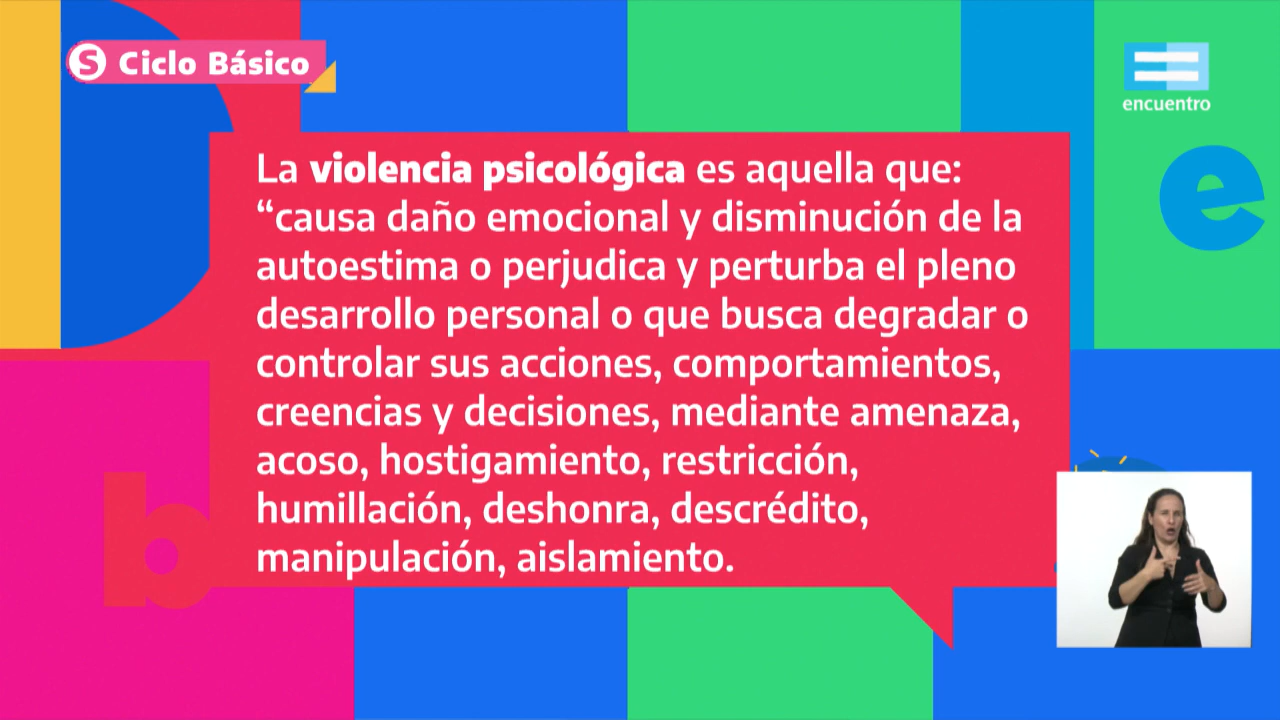 S Ciclo Básico
encuentro
La violencia psicológica es aquella que:
“causa daño emocional y disminución de la
autoestima o perjudica y perturba el pleno
desarrollo personal o que busca degradar o
controlar sus acciones, comportamientos,
creencias y decisiones, mediante amenaza,
acoso, hostigamiento, restricción,
humillación, deshonra, descrédito,
manipulación, aislamiento.
e
b